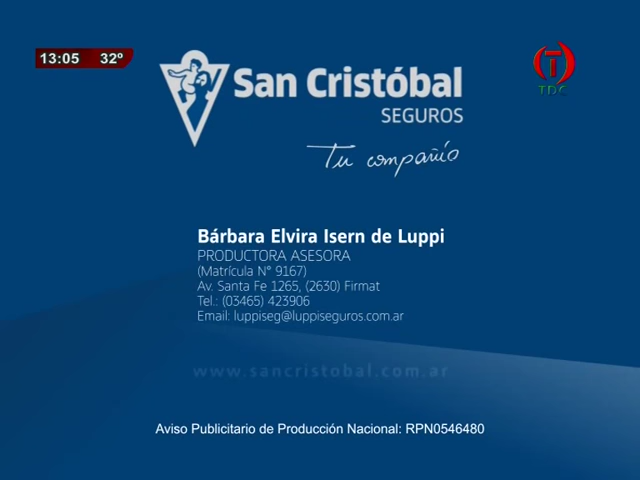 13:05 32º
San Cristóbal
SEGUROS
Tu compañía
T
TDC
Bárbara Elvira Isern de Luppi
PRODUCTORA ASESORA
(Matrícula N° 9167)
Av. Santa Fe 1265, (2630) Firmat
Tel.: (03465) 423906
Email: luppiseg@luppiseguros.com.ar
www.sancristobal.com.ar
Aviso Publicitario de Producción Nacional: RPN0546480